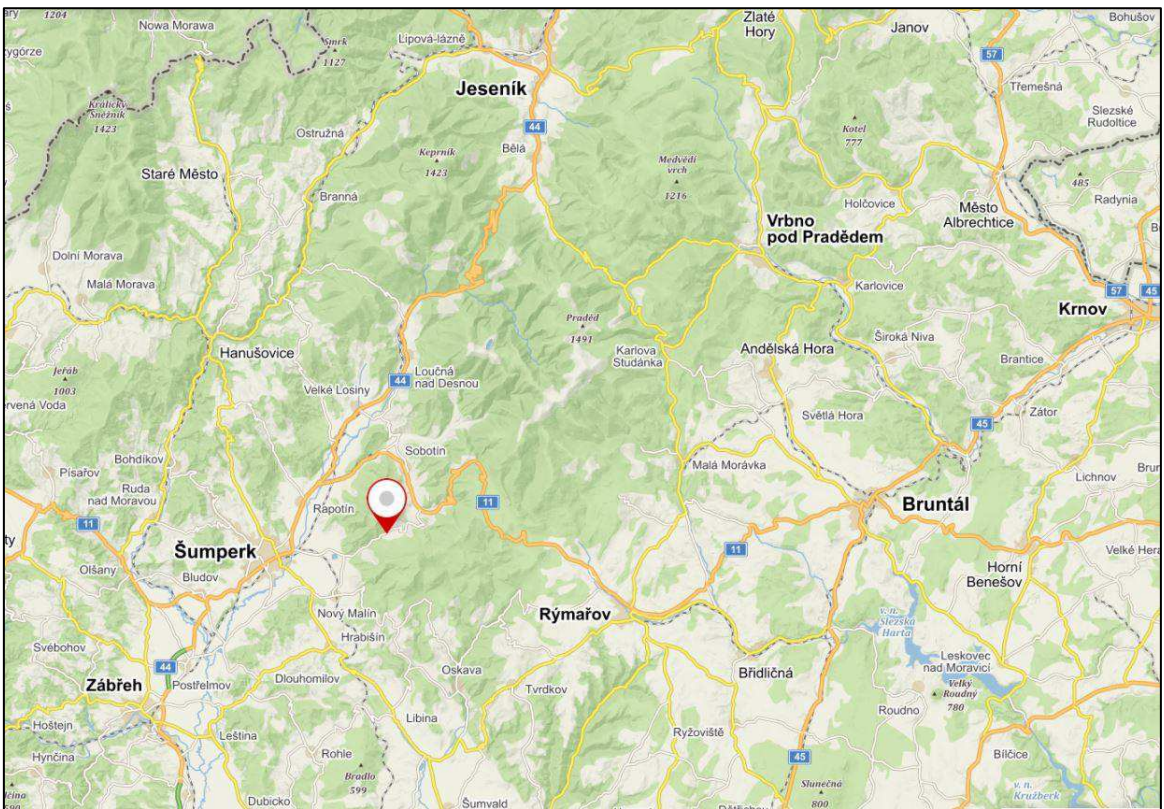 1204
Nowa Morawa
Smrk
1127
Lipová-lázně
Zlaté
Hory
Janov
Bohušov
57
Třemešná
Jeseník
Králický
Sněžník
1423
Slezské
Rudoltice
44
Bělá
Ostružná
Keprník
1423
Kotel
777
Medvědí
vrch
1216
Staré Město
485
Radynia
Branná
Holčovice
Město
Albrechtice
Vrbno
pod Pradědem
Dolní Morava
Malá Morava
Karlovice
57
45
Krnov
Praděd
1491
Široká Niva
Hanušovice
Karlova
Studánka
Andělská Hora
Brantice
Jeřáb
1003
Loučná
nad Desnou
44
Velké Losiny
Světlá Hora
Zátor
45
Sobotín
Bohdíkov
Písařov
Malá Morávka
Lichnov
Ruda
nad Moravou
Rapotín
11
Bruntál
11
Šumperk
11
Velké Hera
Olšany
Bludov
Horní
Benešov
Nový Malín
Rýmařov
v. n.
Slezská
Harta
Hrabišín
Svébohov
44
Oskava
Leskovec
nad Moravicí
Zábřeh
Postřelmov
Dlouhomilov
Břidličná
Tvrdkov
Velký
Roudný
780
Roudno
Hoštejn
Libina
Leština
Ryžoviště
Hynčina
Rohle
45
Bílčice
Bradlo
599
Slunečná
800
v. n.
Kružberk
Dubicko
Šumvald